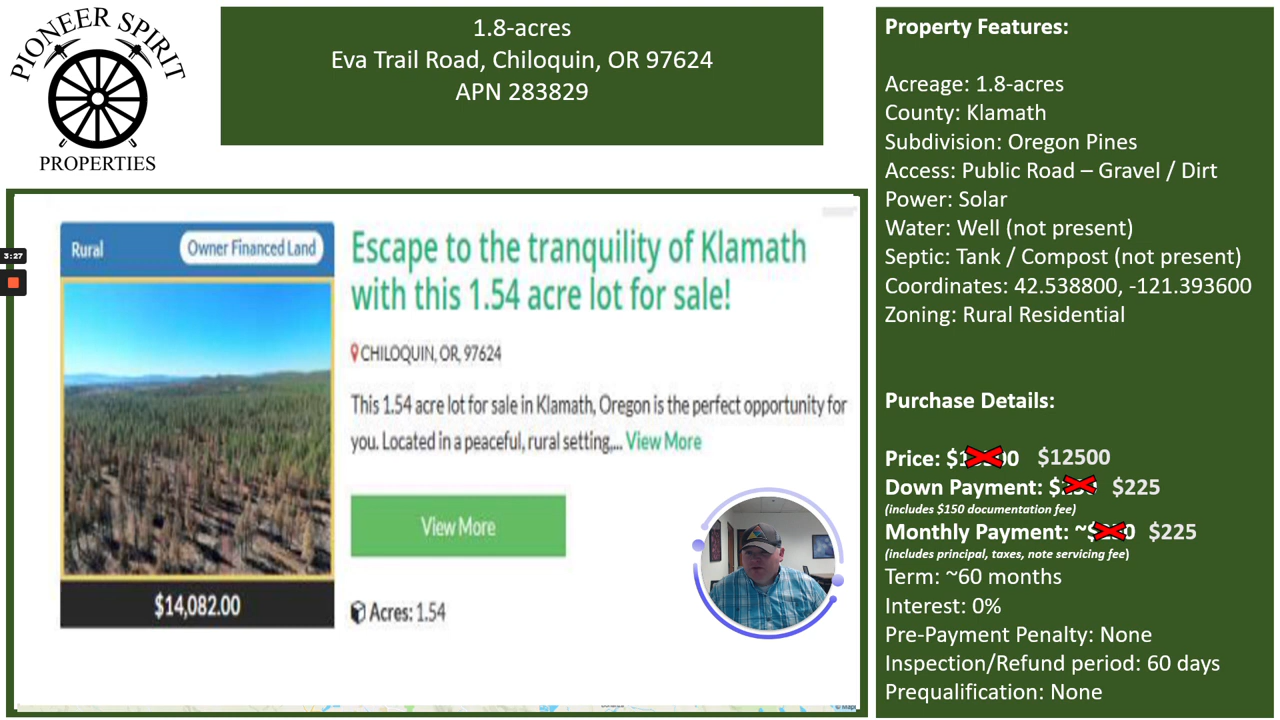 PIONEER SPIRIT
PROPERTIES
1.8-acres
Eva Trail Road, Chiloquin, OR 97624
APN 283829
3:27
Rural
Owner Financed Land
$14,082.00
Escape to the tranquility of Klamath
with this 1.54 acre lot for sale!
CHILOQUIN, OR, 97624
This 1.54 acre lot for sale in Klamath, Oregon is the perfect opportunity for
you. Located in a peaceful, rural setting,... View More
View More
Acres: 1.54
Property Features:
Acreage: 1.8-acres
County: Klamath
Subdivision: Oregon Pines
Access: Public Road – Gravel / Dirt
Power: Solar
Water: Well (not present)
Septic: Tank / Compost (not present)
Coordinates: 42.538800, -121.393600
Zoning: Rural Residential
Purchase Details:
Price: $12500
Down Payment: $225
(includes $150 documentation fee)
Monthly Payment: $225
(includes principal, taxes, note servicing fee)
Term: ~60 months
Interest: 0%
Pre-Payment Penalty: None
Inspection/Refund period: 60 days
Prequalification: None